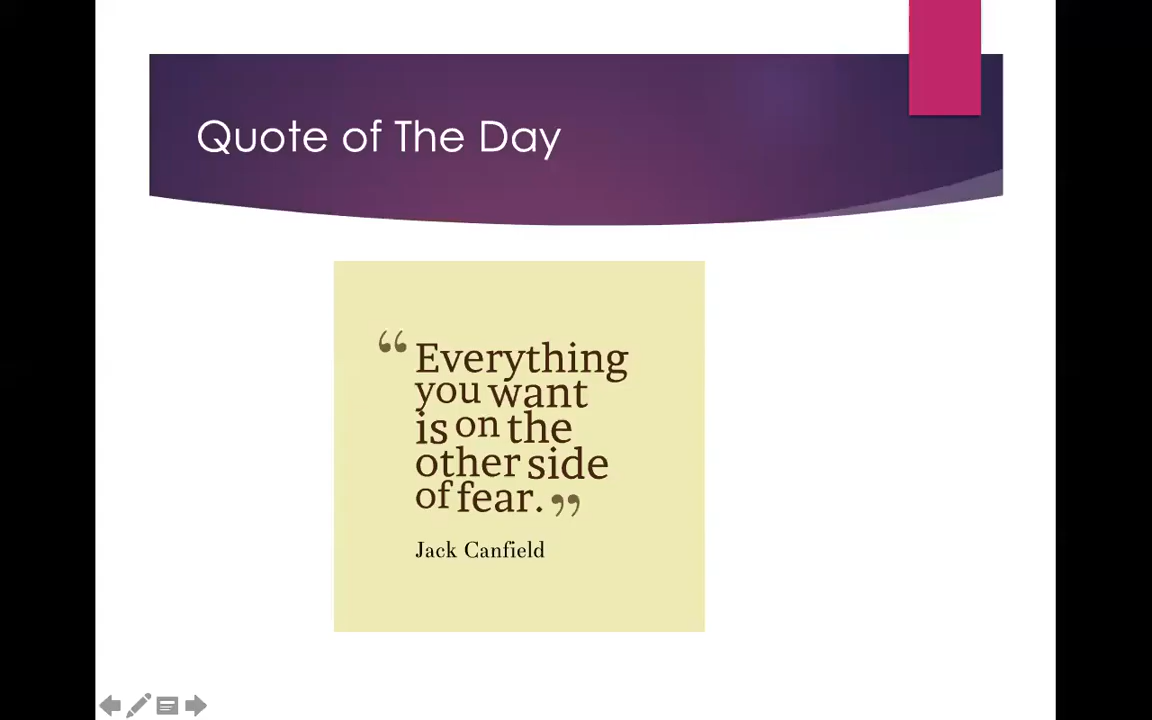 Quote of The Day
“Everything
you want
is on the
other side
of fear.”
Jack Canfield